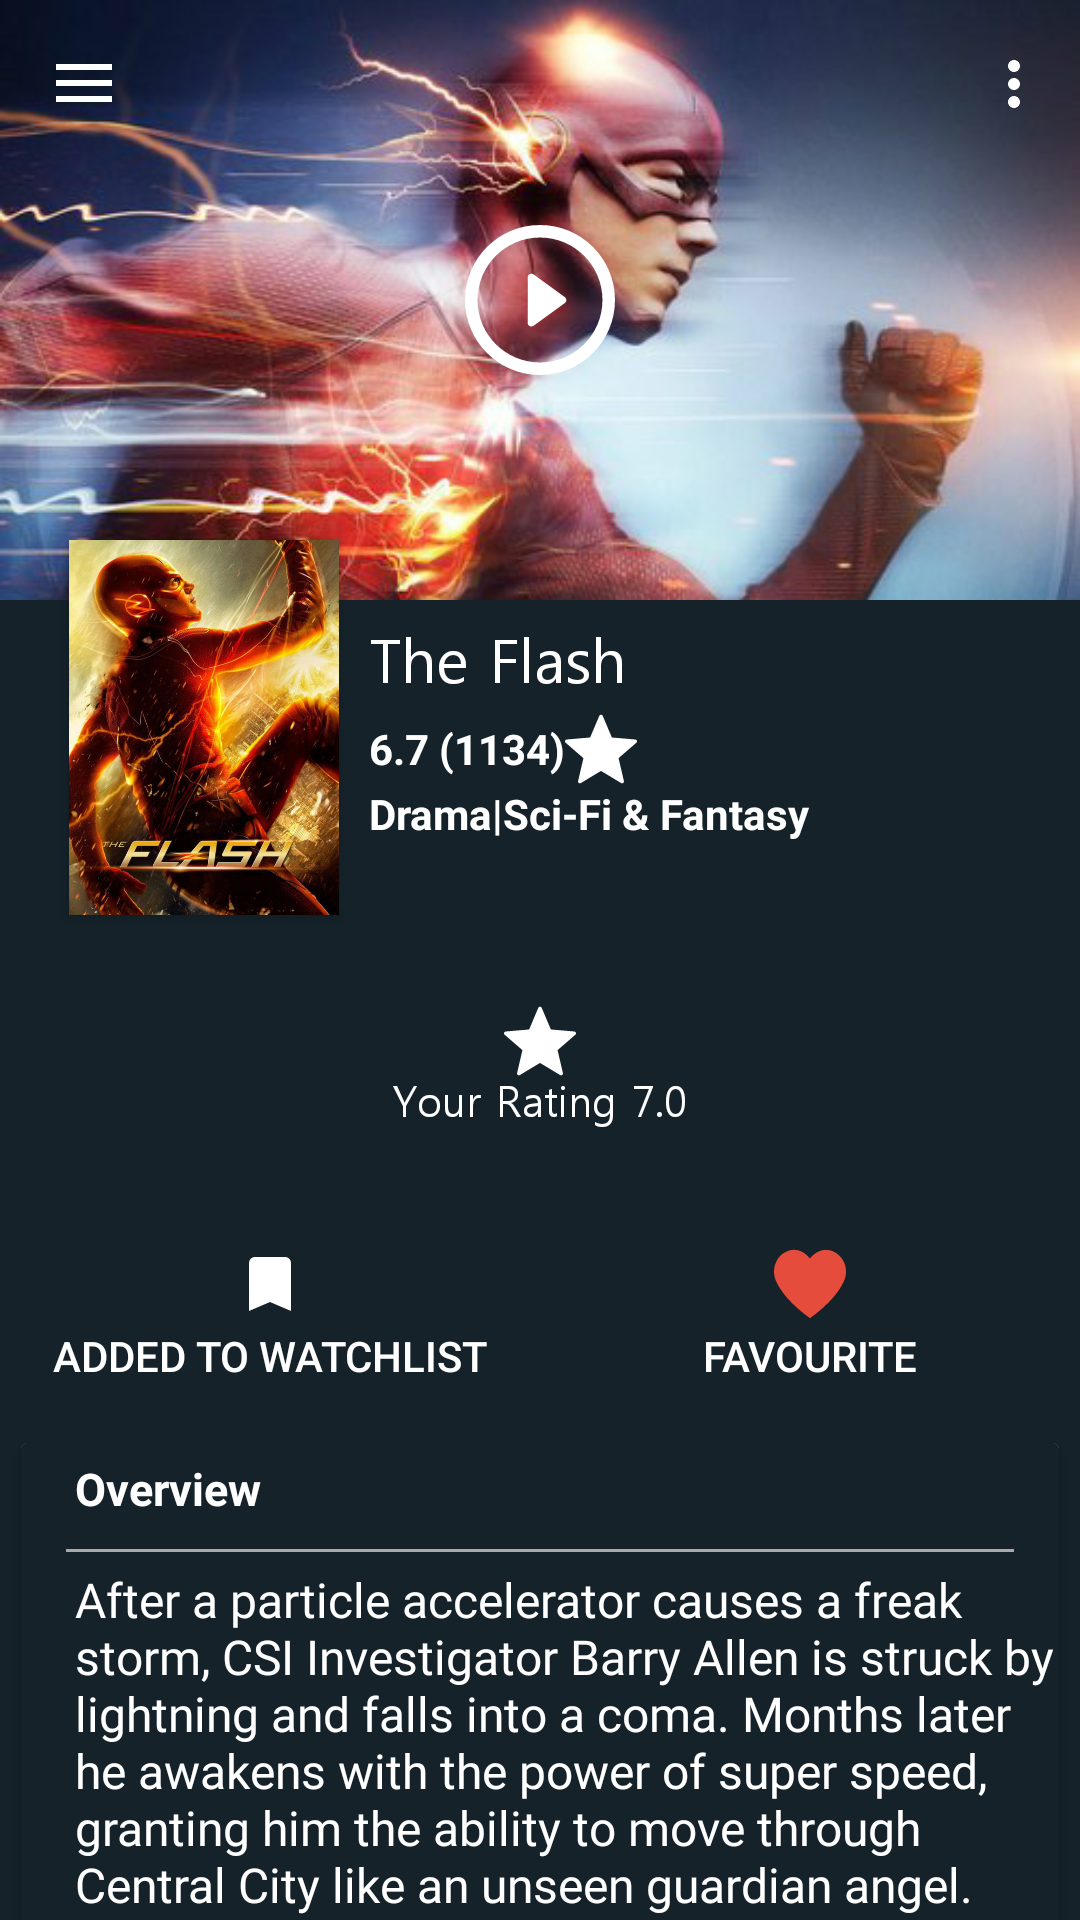 The Flash
6.7 (1134)
Drama|Sci-Fi & Fantasy
THE FLASH
Your Rating 7.0
ADDED TO WATCHLIST
FAVOURITE
Overview
After a particle accelerator causes a freak
storm, CSI Investigator Barry Allen is struck by
lightning and falls into a coma. Months later
he awakens with the power of super speed,
granting him the ability to move through
Central City like an unseen guardian angel.